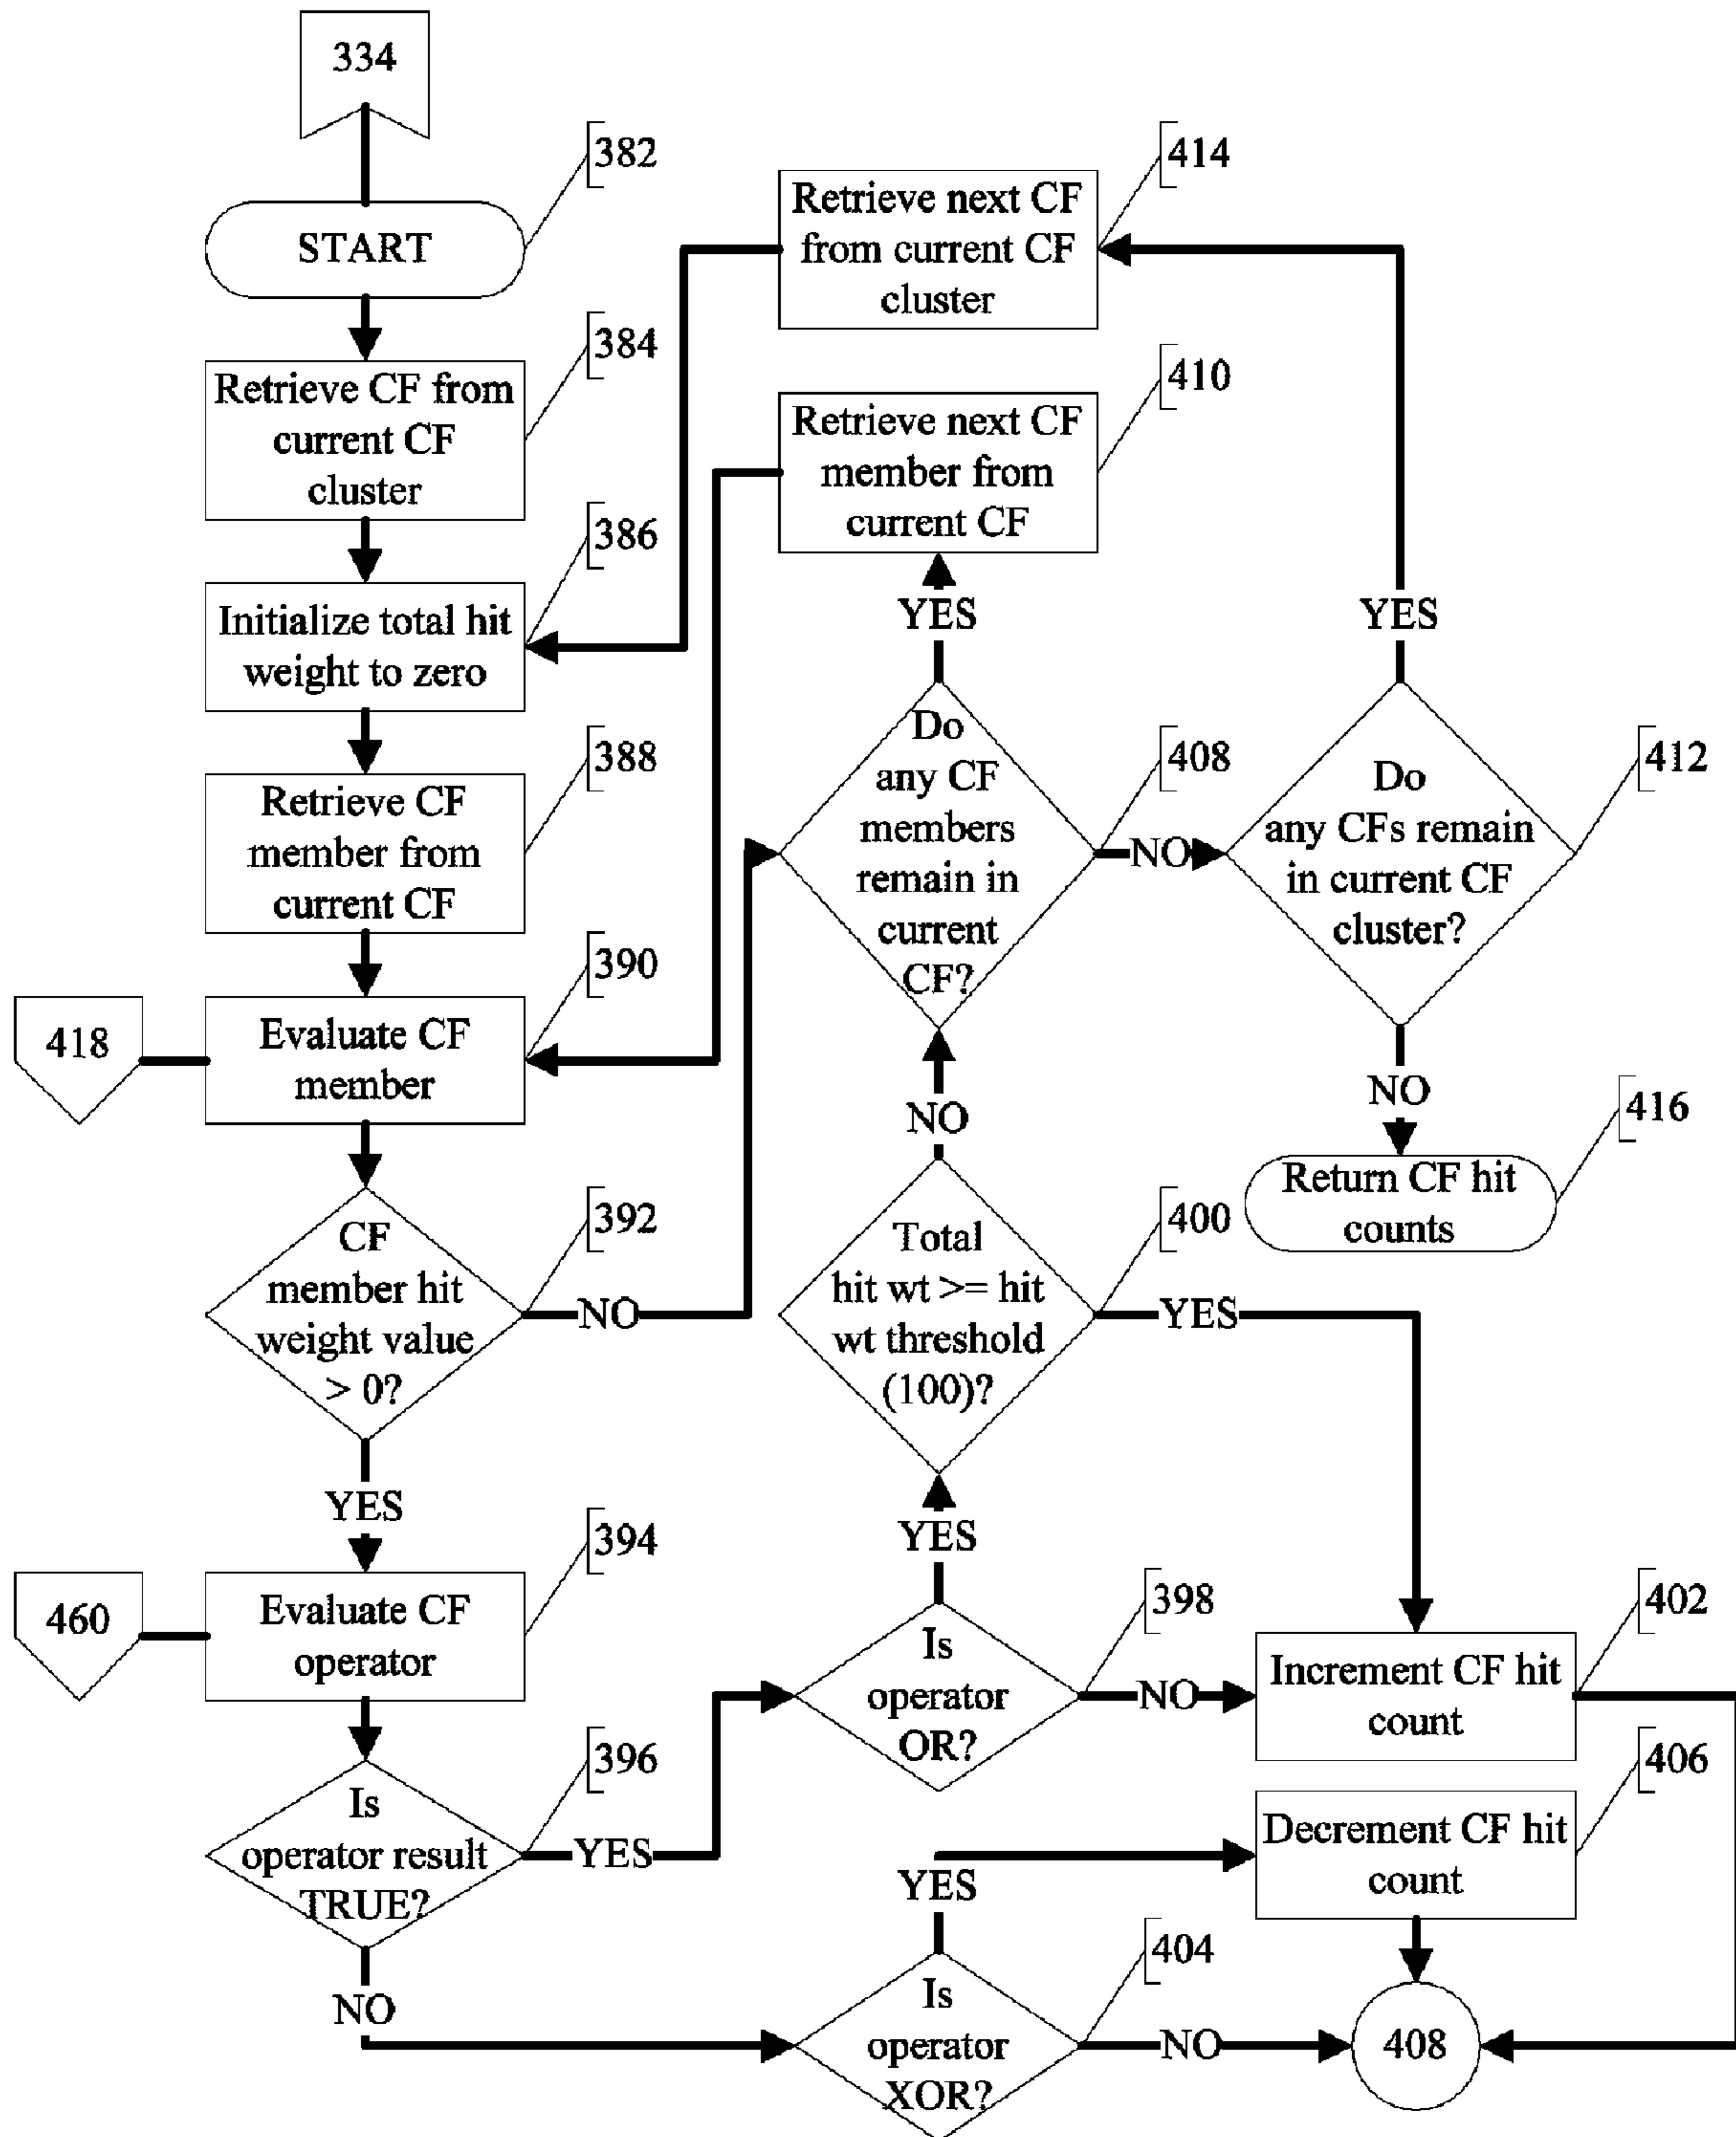 334
382
START
384
Retrieve CF from
current CF
cluster
386
Initialize total hit
weight to zero
388
Retrieve CF
member from
current CF
390
418
Evaluate CF
member
392
CF
member hit
weight value
> 0?
NO
YES
394
460
Evaluate CF
operator
396
Is
operator result
TRUE?
YES
NO
414
Retrieve next CF
from current CF
cluster
410
Retrieve next CF
member from
current CF
YES
408
Do
any CF
members
remain in
current
CF?
NO
NO
400
Total
hit wt >= hit
wt threshold
(100)?
YES
YES
398
Is
operator
OR?
NO
YES
404
Is
operator
XOR?
NO
YES
412
Do
any CFs remain
in current CF
cluster?
NO
416
Return CF hit
counts
402
Increment CF hit
count
406
Decrement CF hit
count
408